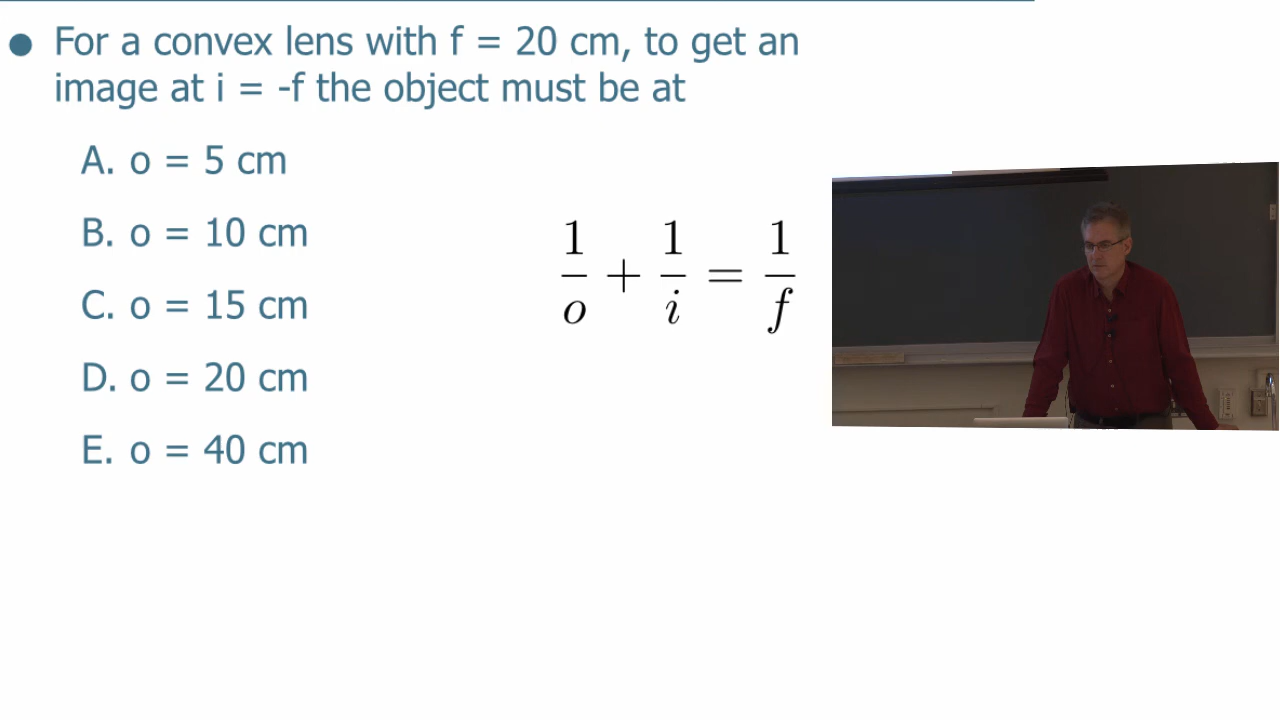 ● For a convex lens with f = 20 cm, to get an
image at i = -f the object must be at
A. o = 5 cm
B. o = 10 cm
C. o = 15 cm
D. o = 20 cm
E. o = 40 cm
1/o + 1/i = 1/f